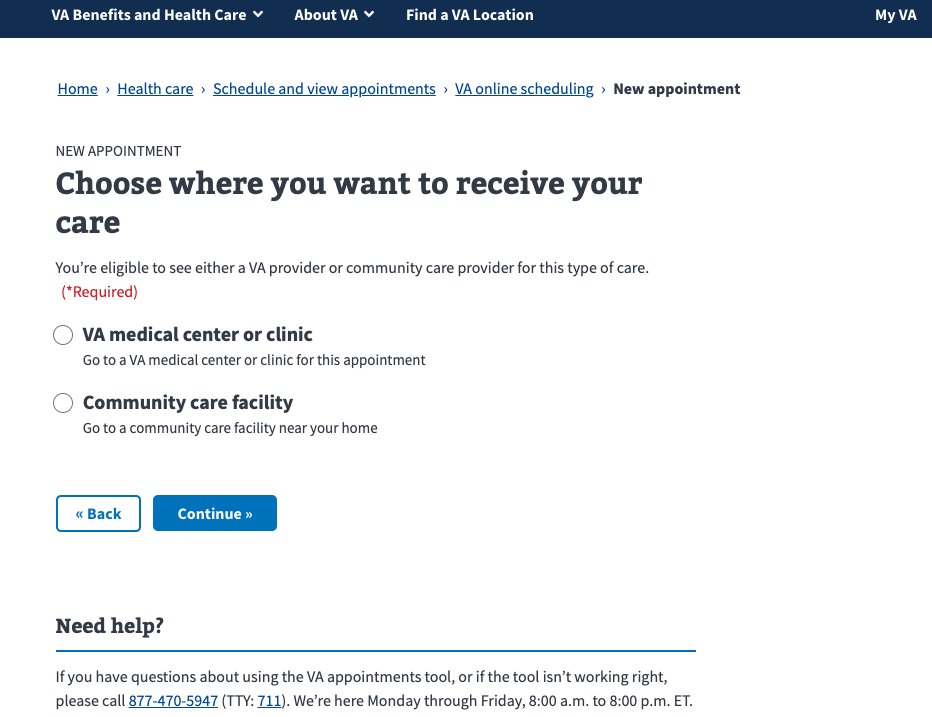 VA Benefits and Health Care About VA Find a VA Location My VA
Home › Health care › Schedule and view appointments › VA online scheduling › New appointment
NEW APPOINTMENT
Choose where you want to receive your
care
You’re eligible to see either a VA provider or community care provider for this type of care.
(*Required)
VA medical center or clinic
Go to a VA medical center or clinic for this appointment
Community care facility
Go to a community care facility near your home
« Back Continue »
Need help?
If you have questions about using the VA appointments tool, or if the tool isn’t working right,
please call 877-470-5947 (TTY: 711). We’re here Monday through Friday, 8:00 a.m. to 8:00 p.m. ET.